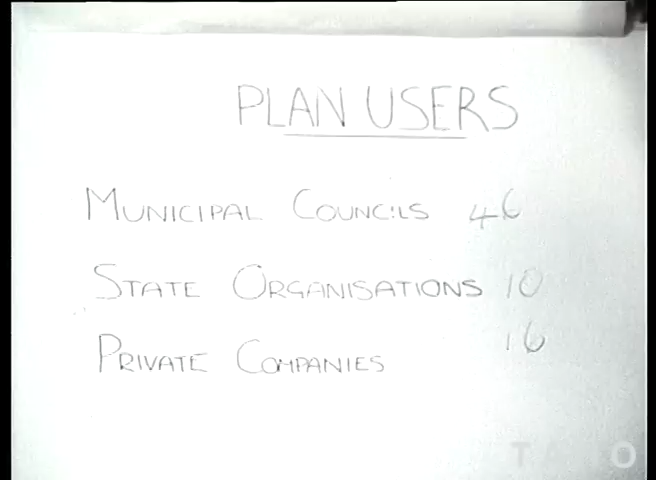 PLAN USERS
MUNICIPAL COUNCILS 46
STATE ORGANISATIONS 10
PRIVATE COMPANIES 16